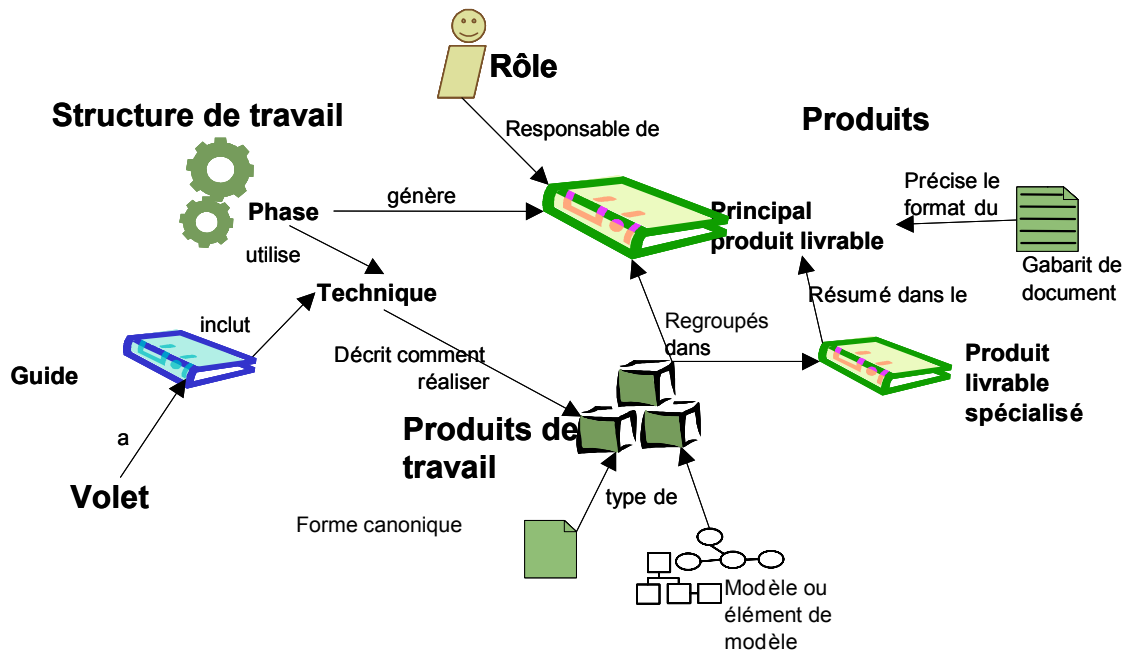 Rôle
Structure de travail
Produits
Responsable de
Précise le
format du
génère
Phase
Principal
produit livrable
utilise
Gabarit de
document
Technique
Résumé dans le
inclut
Regroupés
dans
Décrit comment
réaliser
Guide
Produit
livrable
spécialisé
a
Produits de
travail
Volet
type de
Forme canonique
Modèle ou
élément de
modèle